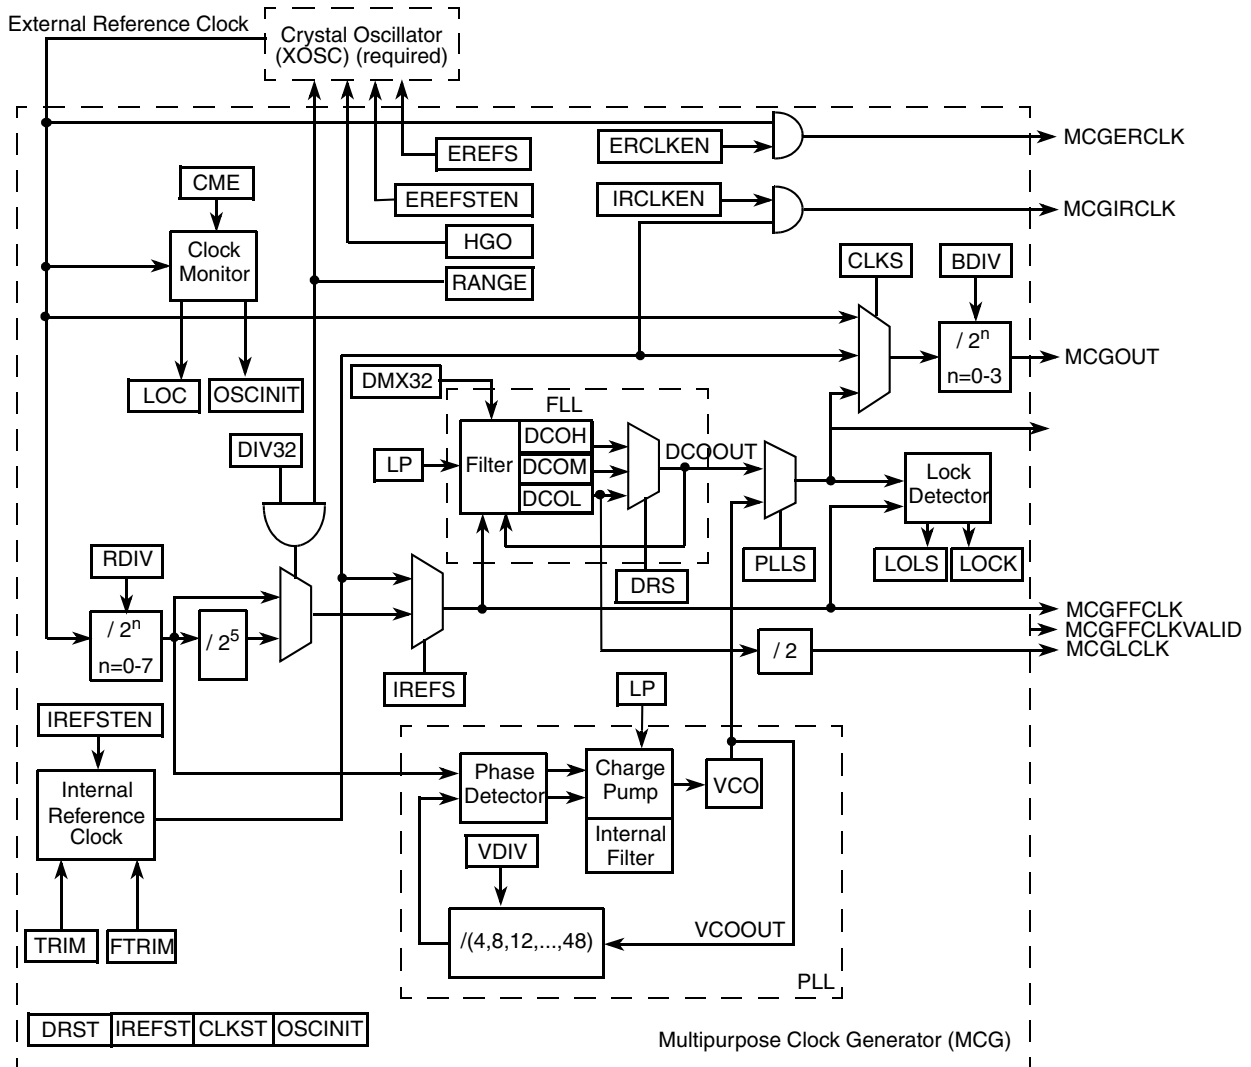 External Reference Clock
Crystal Oscillator
(XOSC) (required)
EREFS
ERCLKEN
MCGERCLK
CME
EREFSTEN
IRCLKEN
MCGIRCLK
Clock
Monitor
HGO
RANGE
CLKS
BDIV
/ 2n
n=0-3
MCGOUT
LOC
OSCINIT
DMX32
FLL
DIV32
LP
Filter
DCOH
DCOM
DCOL
DCOOUT
Lock
Detector
RDIV
PLLS
LOLS
LOCK
DRS
/ 2n
n=0-7
/ 25
MCGFFCLK
MCGFFCLKVALID
MCGLCLK
/ 2
IREFS
LP
IREFSTEN
Internal
Reference
Clock
Phase
Detector
Charge
Pump
VCO
Internal
Filter
VDIV
/(4,8,12,...,48)
VCOOUT
TRIM
FTRIM
PLL
DRST
IREFST
CLKST
OSCINIT
Multipurpose Clock Generator (MCG)